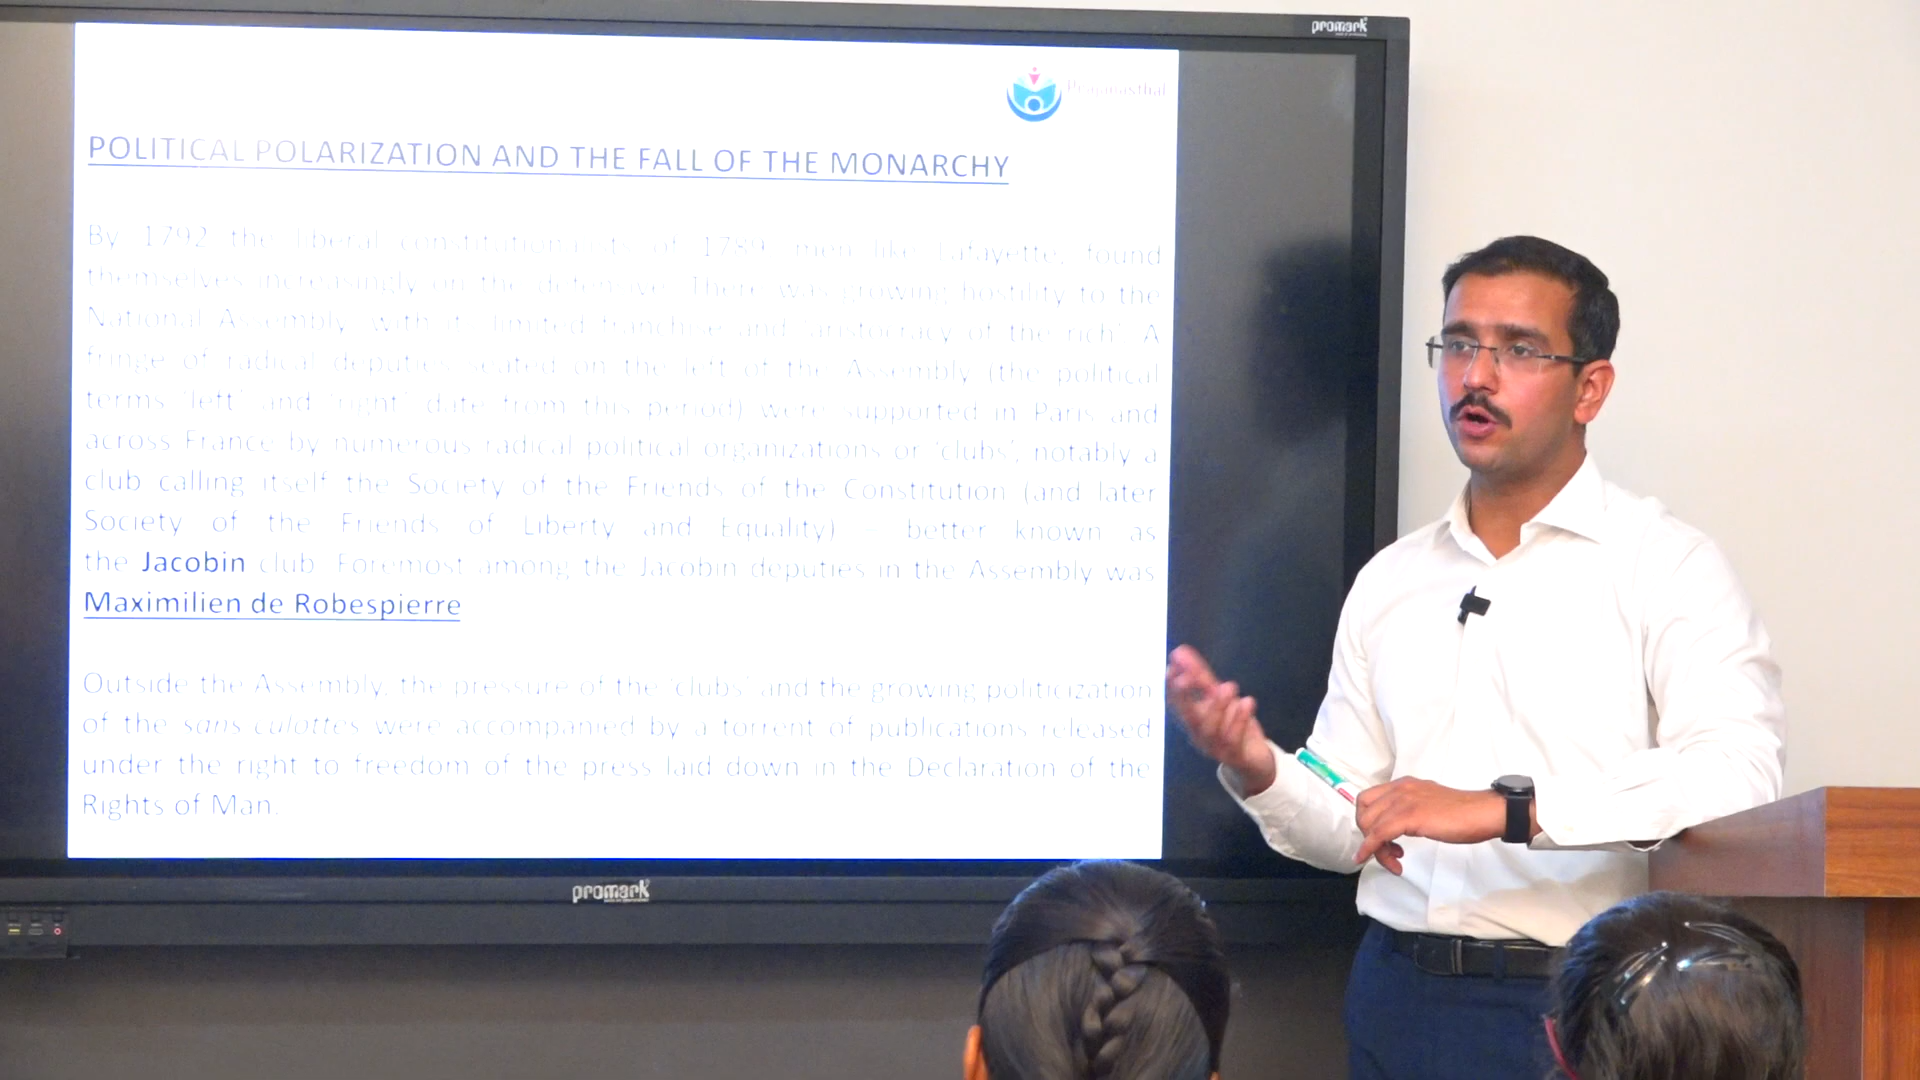 promark
Prajanasthal
POLITICAL POLARIZATION AND THE FALL OF THE MONARCHY
By 1792 the liberal constitutionalists of 1789, men like Lafayette, found
themselves increasingly on the defensive. There was growing hostility to the
National Assembly, with its limited franchise and 'aristocracy of the rich'. A
fringe of radical deputies seated on the left of the Assembly (the political
terms 'left' and 'right' date from this period) were supported in Paris and
across France by numerous radical political organizations or 'clubs', notably a
club calling itself the Society of the Friends of the Constitution (and later
Society of the Friends of Liberty and Equality) – better known as
the Jacobin club. Foremost among the Jacobin deputies in the Assembly was
Maximilien de Robespierre
Outside the Assembly, the pressure of the 'clubs' and the growing politicization
of the sans culottes were accompanied by a torrent of publications released
under the right to freedom of the press laid down in the Declaration of the
Rights of Man.
promark